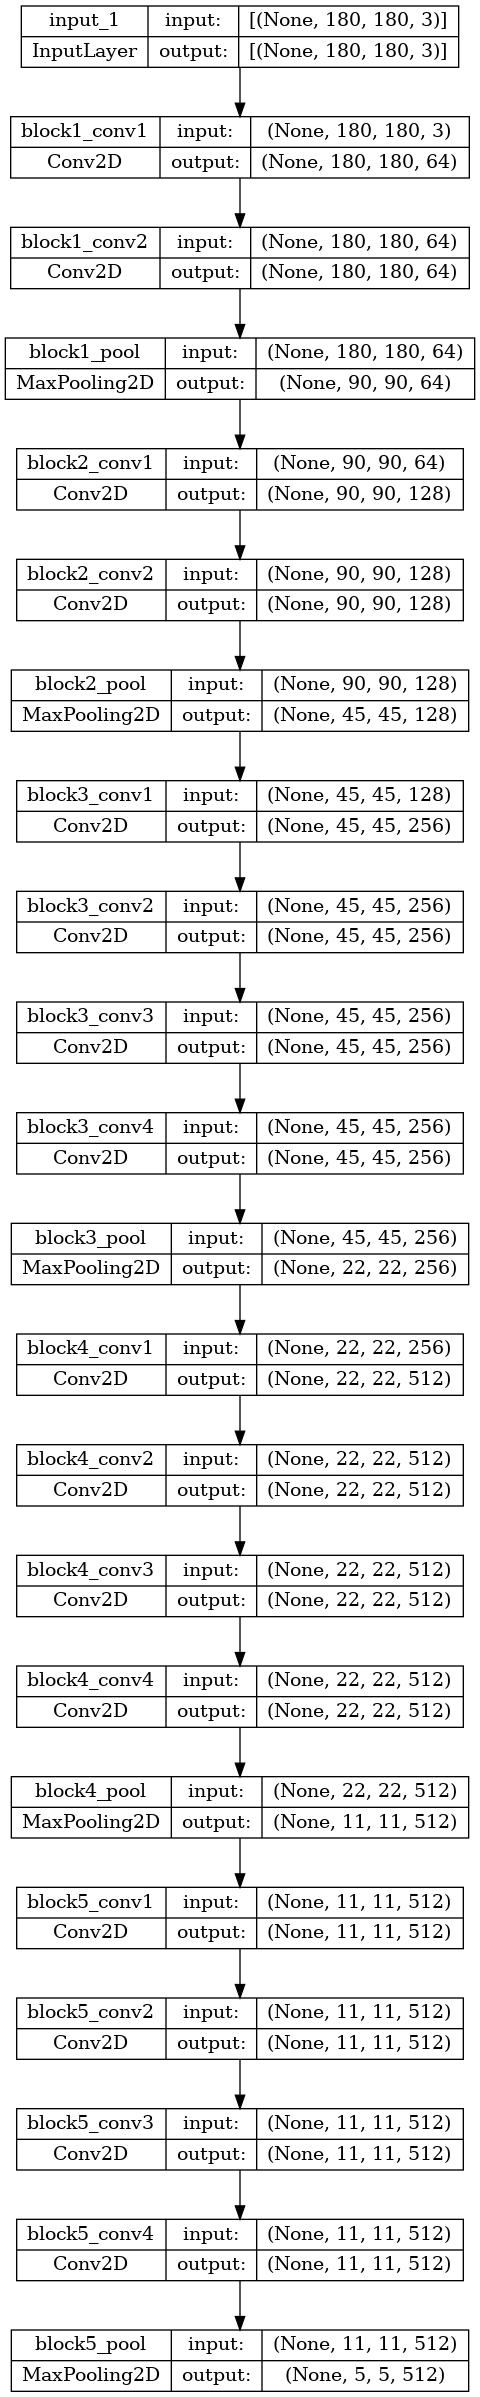 input_1 input: [(None, 180, 180, 3)]
InputLayer output: [(None, 180, 180, 3)]
block1_conv1 input: (None, 180, 180, 3)
Conv2D output: (None, 180, 180, 64)
block1_conv2 input: (None, 180, 180, 64)
Conv2D output: (None, 180, 180, 64)
block1_pool input: (None, 180, 180, 64)
MaxPooling2D output: (None, 90, 90, 64)
block2_conv1 input: (None, 90, 90, 64)
Conv2D output: (None, 90, 90, 128)
block2_conv2 input: (None, 90, 90, 128)
Conv2D output: (None, 90, 90, 128)
block2_pool input: (None, 90, 90, 128)
MaxPooling2D output: (None, 45, 45, 128)
block3_conv1 input: (None, 45, 45, 128)
Conv2D output: (None, 45, 45, 256)
block3_conv2 input: (None, 45, 45, 256)
Conv2D output: (None, 45, 45, 256)
block3_conv3 input: (None, 45, 45, 256)
Conv2D output: (None, 45, 45, 256)
block3_conv4 input: (None, 45, 45, 256)
Conv2D output: (None, 45, 45, 256)
block3_pool input: (None, 45, 45, 256)
MaxPooling2D output: (None, 22, 22, 256)
block4_conv1 input: (None, 22, 22, 256)
Conv2D output: (None, 22, 22, 512)
block4_conv2 input: (None, 22, 22, 512)
Conv2D output: (None, 22, 22, 512)
block4_conv3 input: (None, 22, 22, 512)
Conv2D output: (None, 22, 22, 512)
block4_conv4 input: (None, 22, 22, 512)
Conv2D output: (None, 22, 22, 512)
block4_pool input: (None, 22, 22, 512)
MaxPooling2D output: (None, 11, 11, 512)
block5_conv1 input: (None, 11, 11, 512)
Conv2D output: (None, 11, 11, 512)
block5_conv2 input: (None, 11, 11, 512)
Conv2D output: (None, 11, 11, 512)
block5_conv3 input: (None, 11, 11, 512)
Conv2D output: (None, 11, 11, 512)
block5_conv4 input: (None, 11, 11, 512)
Conv2D output: (None, 11, 11, 512)
block5_pool input: (None, 11, 11, 512)
MaxPooling2D output: (None, 5, 5, 512)